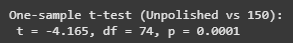 One-sample t-test (Unpolished vs 150):
t = -4.165, df = 74, p = 0.0001